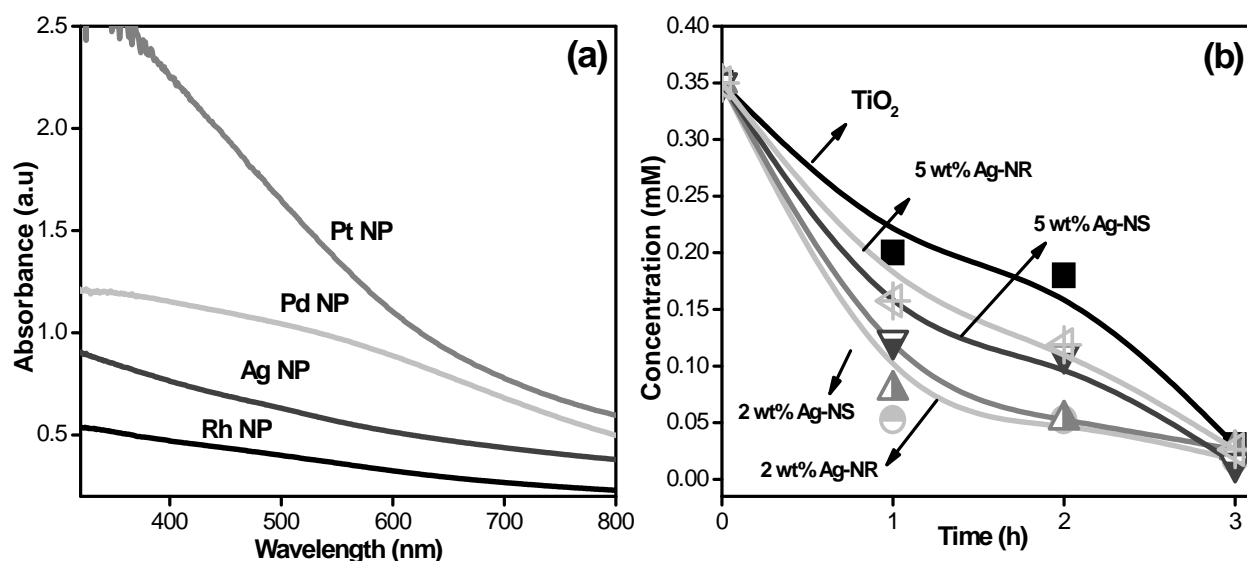 (a)
2.5
2.0
1.5
1.0
0.5
400
500
600
700
800
Absorbance (a.u)
Wavelength (nm)
Pt NP
Pd NP
Ag NP
Rh NP
(b)
0.40
0.35
0.30
0.25
0.20
0.15
0.10
0.05
0.00
0
1
2
3
Concentration (mM)
Time (h)
TiO₂
5 wt% Ag-NR
5 wt% Ag-NS
2 wt% Ag-NS
2 wt% Ag-NR